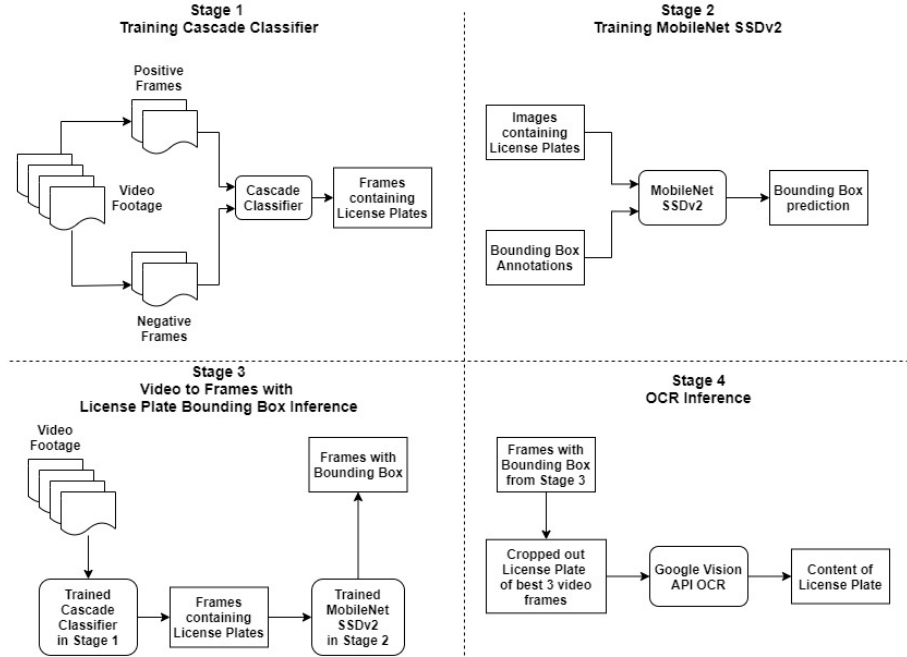 Stage 1
Training Cascade Classifier
Positive
Frames
Video
Footage
Cascade
Classifier
Frames
containing
License Plates
Negative
Frames
Stage 2
Training MobileNet SSDv2
Images
containing
License Plates
MobileNet
SSDv2
Bounding Box
prediction
Bounding Box
Annotations
Stage 3
Video to Frames with
License Plate Bounding Box Inference
Video
Footage
Frames with
Bounding Box
Trained
Cascade
Classifier
in Stage 1
Frames
containing
License Plates
Trained
MobileNet
SSDv2
in Stage 2
Stage 4
OCR Inference
Frames with
Bounding Box
from Stage 3
Cropped out
License Plate
of best 3 video
frames
Google Vision
API OCR
Content of
License Plate